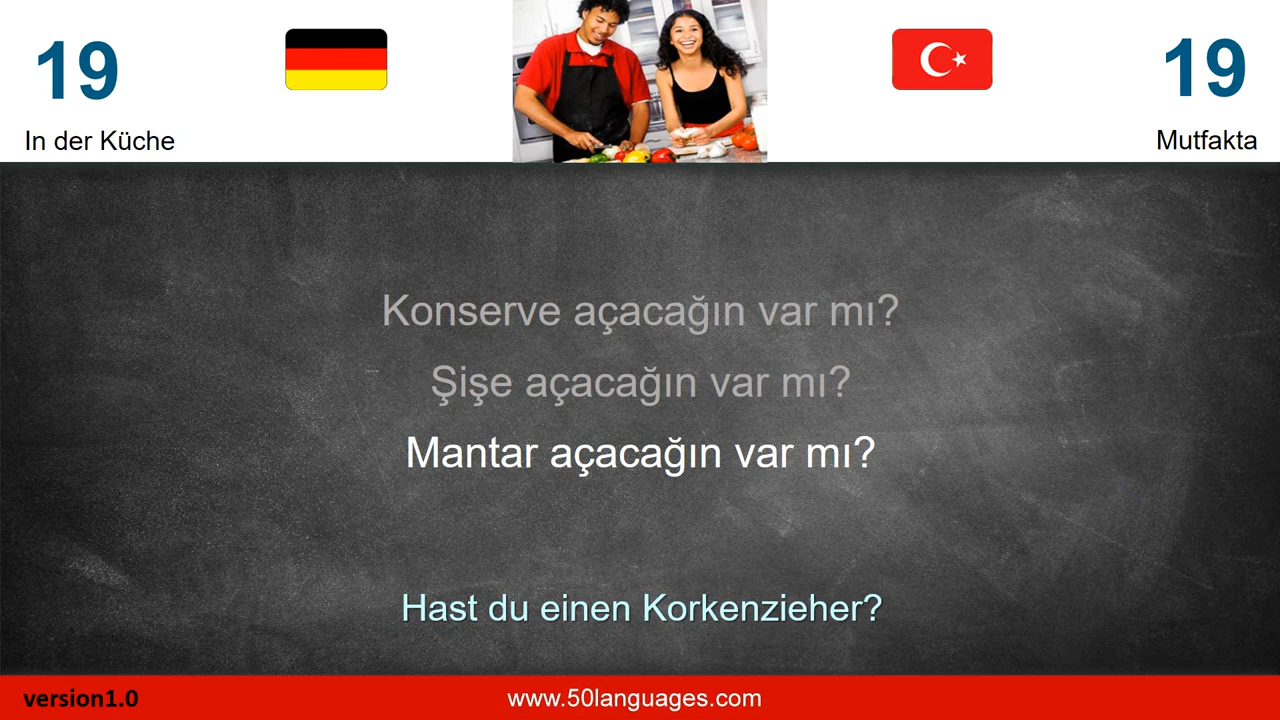 19
19
In der Küche
Mutfakta
Konserve açacağın var mı?
Şişe açacağın var mı?
Mantar açacağın var mı?
Hast du einen Korkenzieher?
version1.0
www.50languages.com